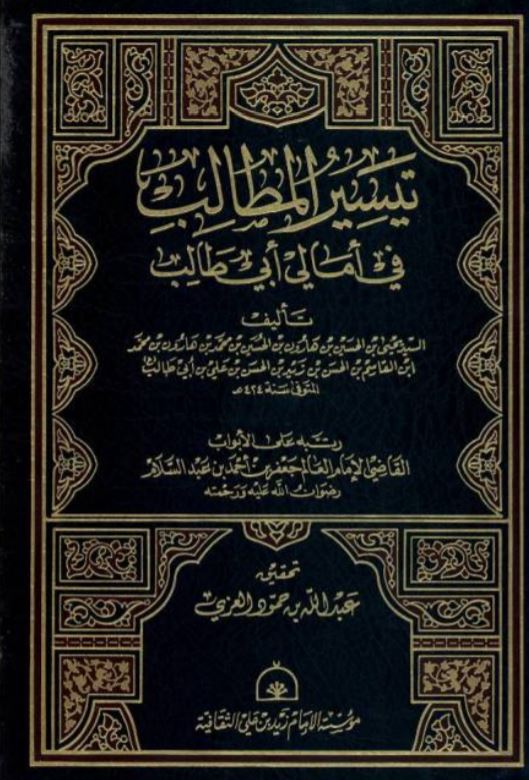 تيسير المطالب
في أمالي أبي طالب
تأليف
السيد يحيى بن الحسين بن هارون بن الحسين بن محمد بن هارون بن محمد
ابن القاسم بن الحسن بن زيد بن الحسن بن علي بن أبي طالب (ع)
المتوفى سنة ٤٢٤هـ
رتبه على الأبواب
القاضي الإمام العالم جعفر بن أحمد بن عبد السلام
رضوان الله عليه ورحمته
تحقيق
عبد الله بن حمود العزي
مؤسسة الإمام زيد بن علي الثقافية